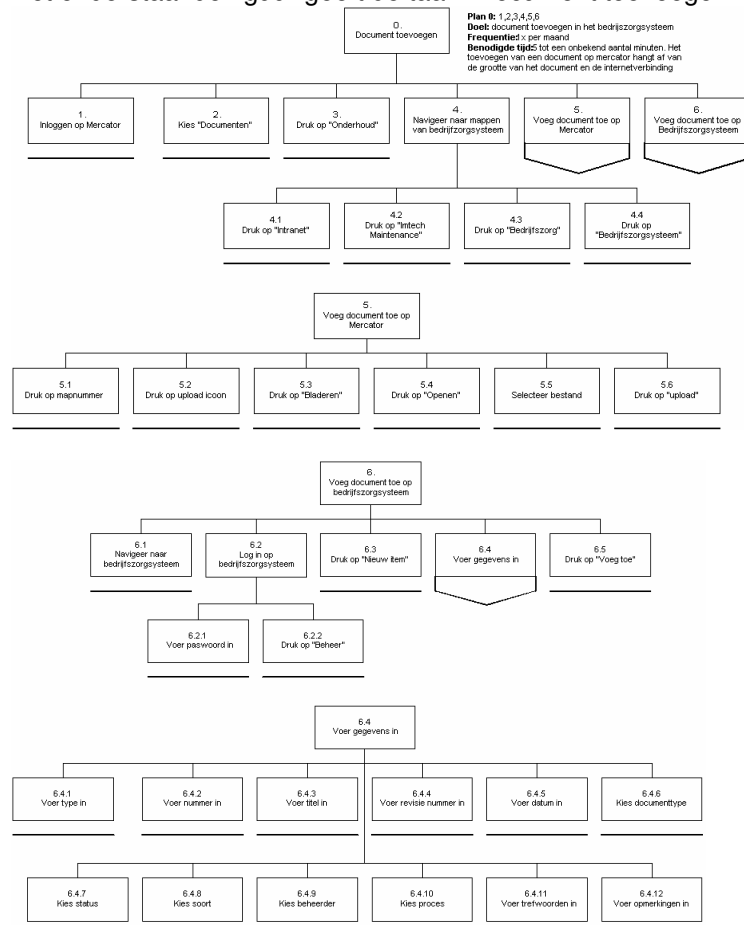 0.
Document toevoegen
Plan 0: 1,2,3,4,5,6
Doel: document toevoegen in het bedrijszorgsysteem
Frequentie:1x per maand
Benodigde tijd:5 tot een onbekend aantal minuten. Het
toevoegen van een document op mercator hangt af van
de grootte van het document en de internetverbinding
1.
Inloggen op Mercator
2.
Kies "Documenten"
3.
Druk op "Onderhoud"
4.
Navigeer naar mappen
van bedrijfzorgsysteem
5.
Voeg document toe op
Mercator
6.
Voeg document toe op
Bedrijfszorgsysteem
4.1
Druk op "Intranet"
4.2
Druk op "Imtech
Maintenance"
4.3
Druk op "Bedrijfszorg"
4.4
Druk op
"Bedrijfszorgsysteem"
5.
Voeg document toe op
Mercator
5.1
Druk op mapnummer
5.2
Druk op upload icoon
5.3
Druk op "Bladeren"
5.4
Druk op "Openen"
5.5
Selecteer bestand
5.6
Druk op "upload"
6.
Voeg document toe op
bedrijfszorgsysteem
6.1
Navigeer naar
bedrijfszorgsysteem
6.2
Log in op
bedrijfszorgsysteem
6.3
Druk op "Nieuw item"
6.4
Voer gegevens in
6.5
Druk op "Voeg toe"
6.2.1
Voer paswoord in
6.2.2
Druk op "Beheer"
6.4
Voer gegevens in
6.4.1
Voer type in
6.4.2
Voer nummer in
6.4.3
Voer titel in
6.4.4
Voer revisie nummer in
6.4.5
Voer datum in
6.4.6
Kies documenttype
6.4.7
Kies status
6.4.8
Kies soort
6.4.9
Kies beheerder
6.4.10
Kies proces
6.4.11
Voer trefwoorden in
6.4.12
Voer opmerkingen in